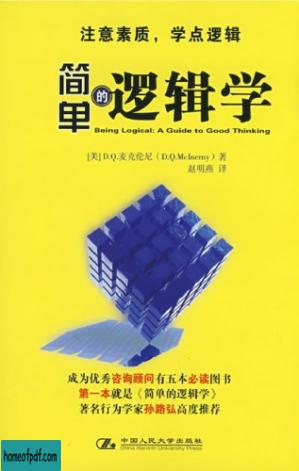 注意素质，学点逻辑
简单的逻辑学
Being Logical: A Guide to Good Thinking
[美] D.Q.麦克伦尼（D.Q.McInerny）著
赵明燕 译
成为优秀咨询顾问有五本必读图书
第一本就是《简单的逻辑学》
著名行为学家孙路弘高度推荐
中国人民大学出版社
China Renmin University Press
homeofpdf.com